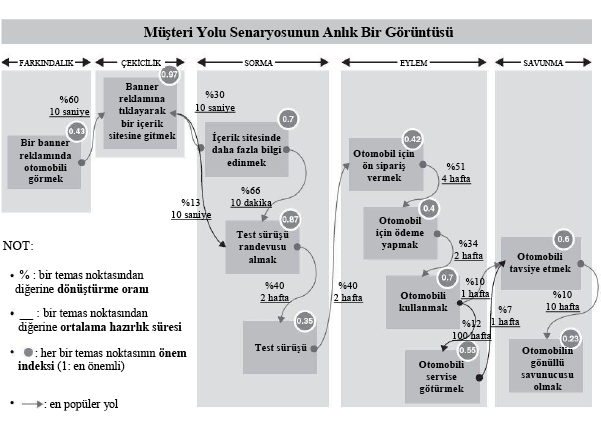 Müşteri Yolu Senaryosunun Anlık Bir Görüntüsü
FARKINDALIK
ÇEKİCİLİK
SORMA
EYLEM
SAVUNMA
%60
10 saniye
0.43
Bir banner
reklamında
otomobili
görmek
0.97
Banner
reklamına
tıklayarak
bir içerik
sitesine gitmek
%30
10 saniye
0.7
İçerik sitesinde
daha fazla bilgi
edinmek
%66
10 dakika
%13
10 saniye
0.87
Test sürüşü
randevusu
almak
%40
2 hafta
0.35
Test sürüşü
%40
2 hafta
0.42
Otomobil için
ön sipariş
vermek
%51
4 hafta
0.4
Otomobil
için ödeme
yapmak
%34
2 hafta
0.7
Otomobili
kullanmak
%10
1 hafta
%12
100 hafta
0.55
Otomobili
servise
götürmek
%7
1 hafta
0.6
Otomobili
tavsiye etmek
%10
10 hafta
0.23
Otomobilin
gönüllü
savunucusu
olmak
NOT:
• % : bir temas noktasından
diğerine dönüştürme oranı
• __ : bir temas noktasından
diğerine ortalama hazırlık süresi
• : her bir temas noktasının önem
indeksi (1: en önemli)
• : en popüler yol